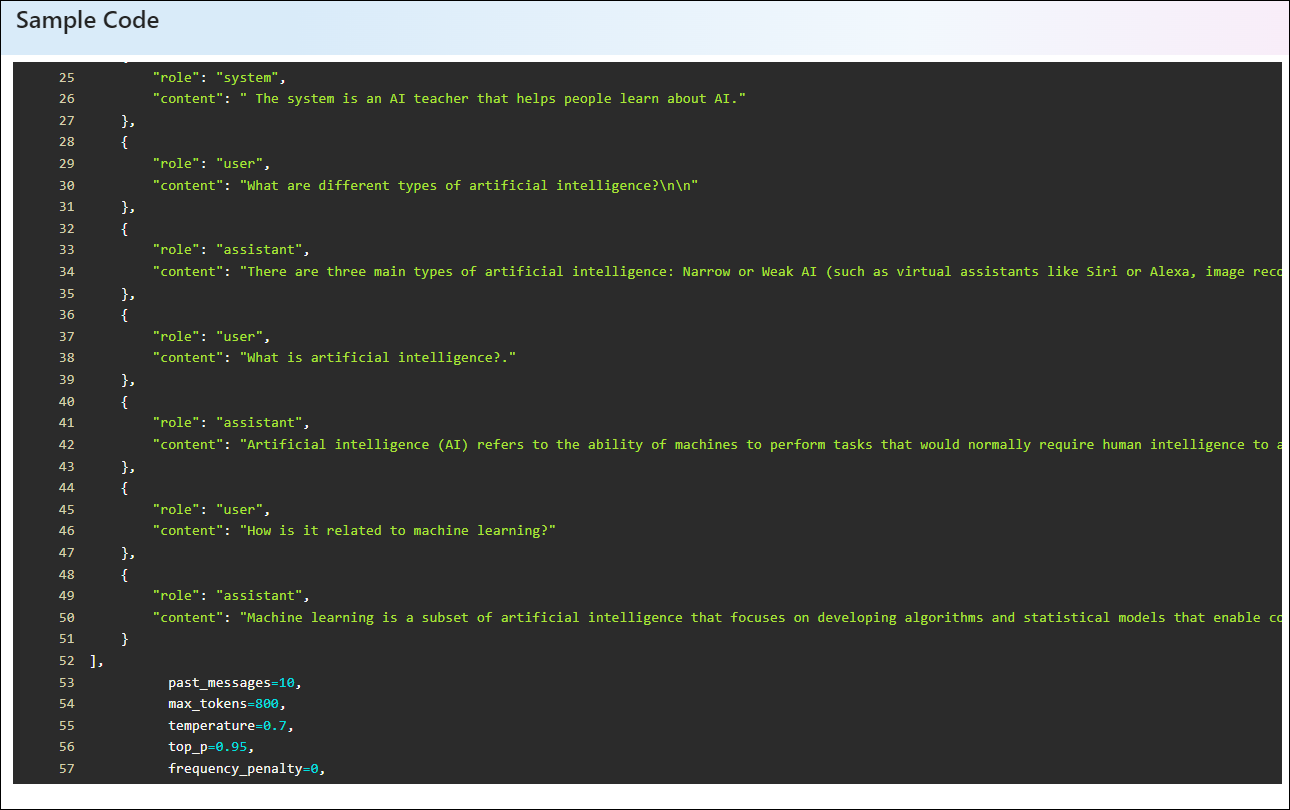 Sample Code
25 "role": "system",
26 "content": " The system is an AI teacher that helps people learn about AI."
27 },
28 {
29 "role": "user",
30 "content": "What are different types of artificial intelligence?\n\n"
31 },
32 {
33 "role": "assistant",
34 "content": "There are three main types of artificial intelligence: Narrow or Weak AI (such as virtual assistants like Siri or Alexa, image
35 },
36 {
37 "role": "user",
38 "content": "What is artificial intelligence?."
39 },
40 {
41 "role": "assistant",
42 "content": "Artificial intelligence (AI) refers to the ability of machines to perform tasks that would normally require human intelligence to
43 },
44 {
45 "role": "user",
46 "content": "How is it related to machine learning?"
47 },
48 {
49 "role": "assistant",
50 "content": "Machine learning is a subset of artificial intelligence that focuses on developing algorithms and statistical models that enable
51 }
52 ],
53 past_messages=10,
54 max_tokens=800,
55 temperature=0.7,
56 top_p=0.95,
57 frequency_penalty=0,